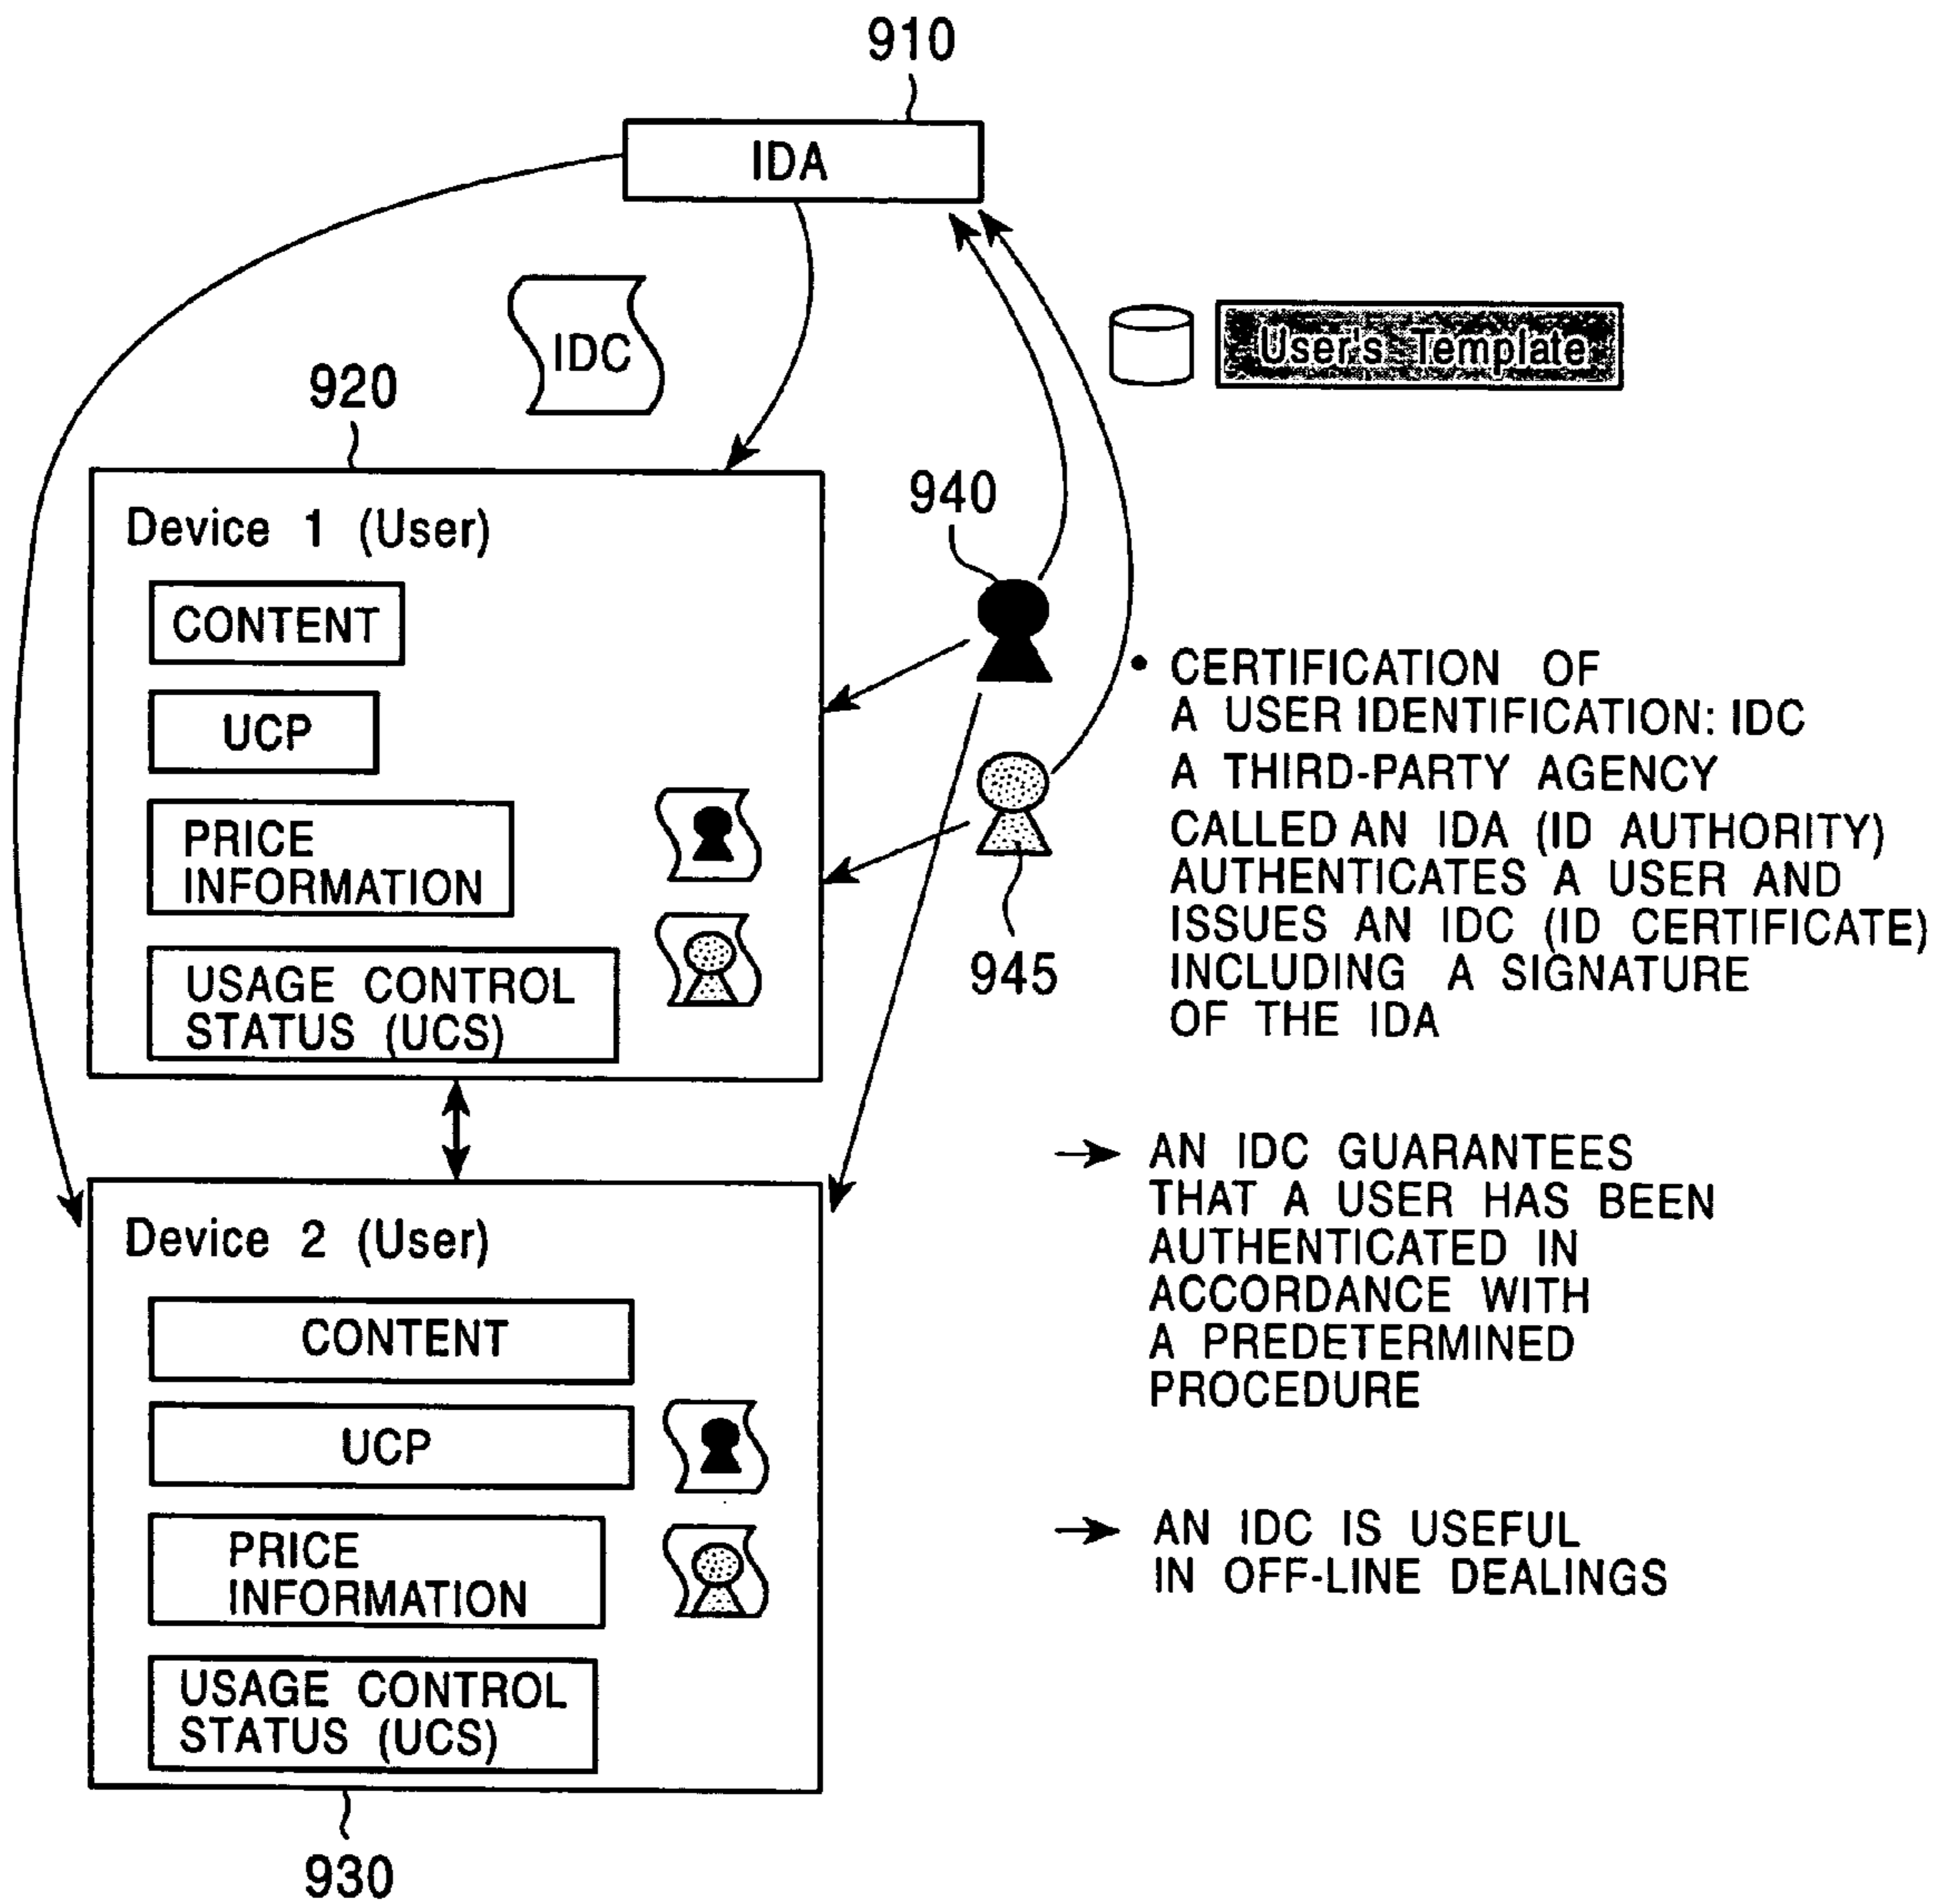 910
IDA
IDC
User's Template
920
Device 1 (User)
CONTENT
UCP
PRICE
INFORMATION
USAGE CONTROL
STATUS (UCS)
940
945
• CERTIFICATION OF
A USER IDENTIFICATION: IDC
A THIRD-PARTY AGENCY
CALLED AN IDA (ID AUTHORITY)
AUTHENTICATES A USER AND
ISSUES AN IDC (ID CERTIFICATE)
INCLUDING A SIGNATURE
OF THE IDA
→ AN IDC GUARANTEES
THAT A USER HAS BEEN
AUTHENTICATED IN
ACCORDANCE WITH
A PREDETERMINED
PROCEDURE
→ AN IDC IS USEFUL
IN OFF-LINE DEALINGS
Device 2 (User)
CONTENT
UCP
PRICE
INFORMATION
USAGE CONTROL
STATUS (UCS)
930